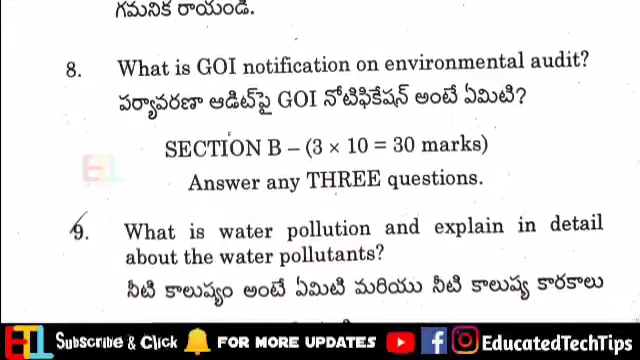 గమనిక రాయండి.
8. What is GOI notification on environmental audit?
పర్యావరణా ఆడిట్‌పై GOI నోటిఫికేషన్ అంటే ఏమిటి?
SECTION B – (3 × 10 = 30 marks)
Answer any THREE questions.
9. What is water pollution and explain in detail
about the water pollutants?
నీటి కాలుష్యం అంటే ఏమిటి మరియు నీటి కాలుష్య కారకాలు
ETL Subscribe & Click FOR MORE UPDATES EducatedTechTips